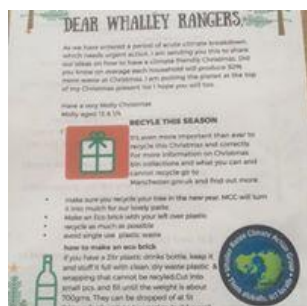 DEAR WHALLEY RANGERS,
As we have entered a period of acute climate breakdown,
which needs urgent action, I am sending you this to share
our ideas on how to have a climate friendly Christmas. Did
you know on average each household will produce 30%
more waste at Christmas. I am putting the planet at the top
of my Christmas present list I hope you will too.
Have a very Molly Christmas
Molly aged 13 & 1/4
RECYLE THIS SEASON
It's even more important than ever to
recycle this Christmas and correctly
For more information on Christmas
bin collections and what you can and
cannot recycle go to
Manchester.gov.uk and find out more.
make sure you recycle your tree in the new year. MCC will turn
it into mulch for our lovely parks
Make an Eco brick with your left over plastic
recycle as much as possible
avoid single use plastic waste
how to make an eco brick
If you have a 2ltr plastic drinks bottle, keep it
and stuff it full with clean, dry waste plastic &
wrapping that cannot be recycled. Cut into
small pcs, and fill until the weight is about
700gms. They can be dropped of at St
Whalley Range Climate Action Group